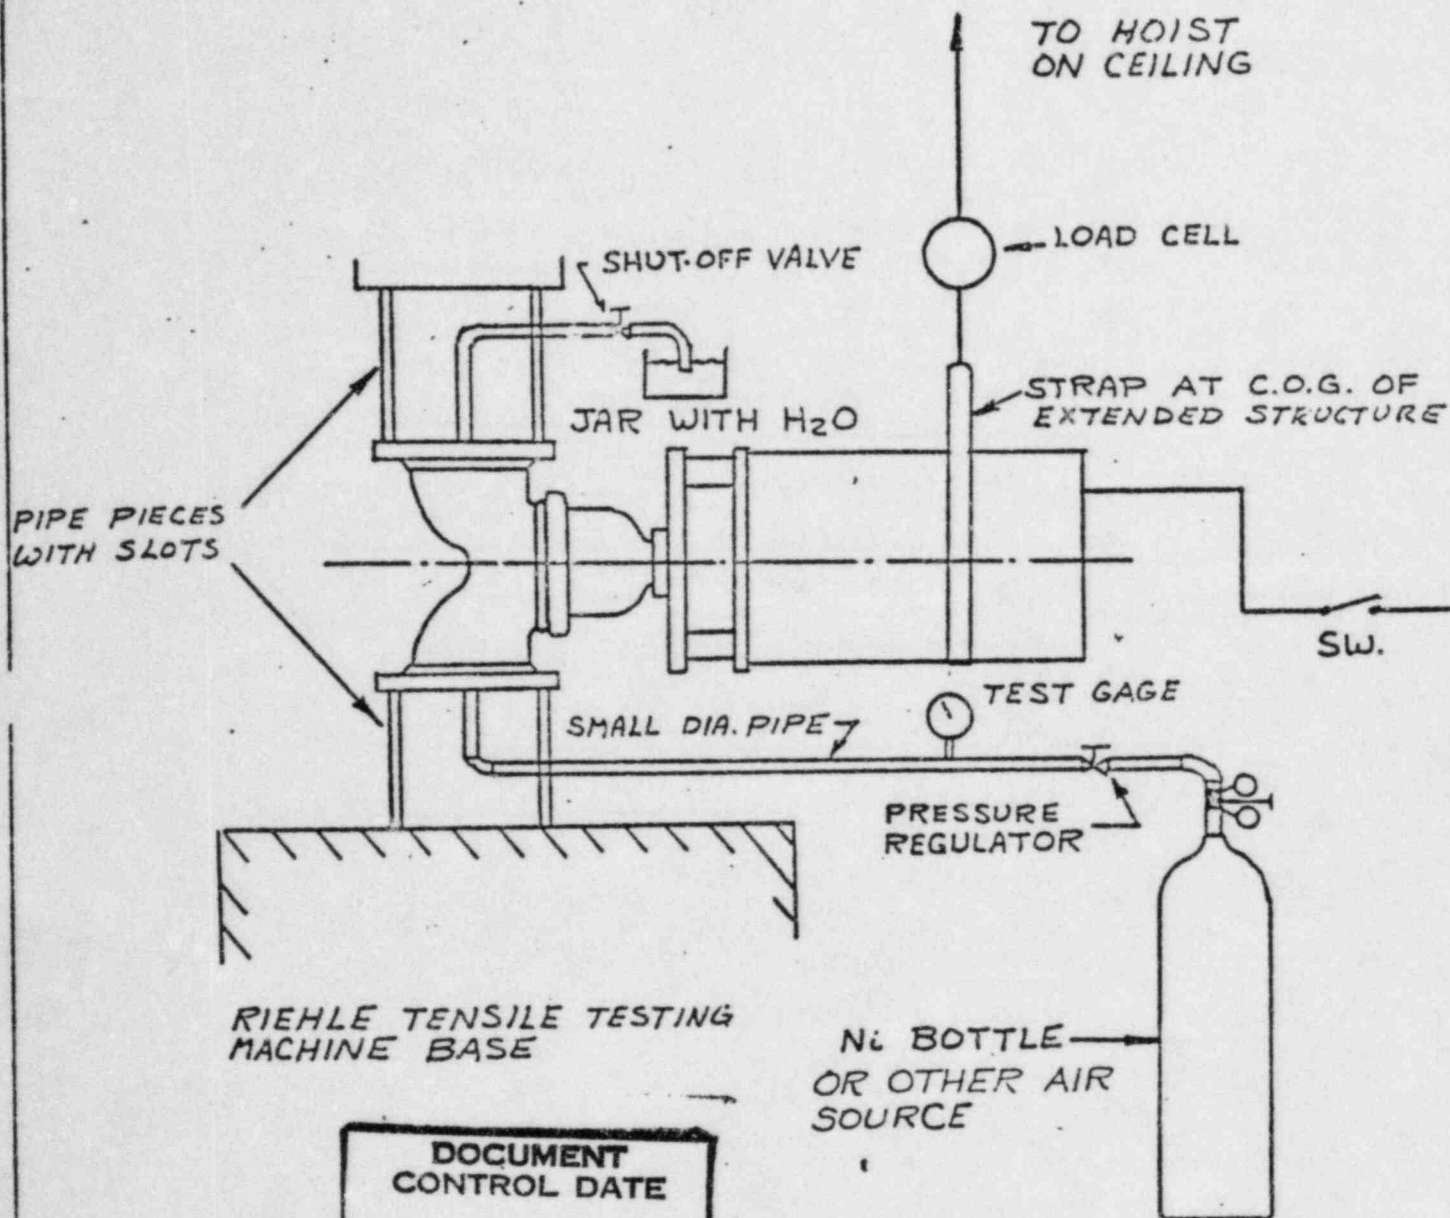 TO HOIST
ON CEILING
LOAD CELL
SHUT-OFF VALVE
STRAP AT C.O.G. OF
EXTENDED STRUCTURE
JAR WITH H₂O
PIPE PIECES
WITH SLOTS
SW.
TEST GAGE
SMALL DIA. PIPE
PRESSURE
REGULATOR
RIEHLE TENSILE TESTING
MACHINE BASE
Ni BOTTLE
OR OTHER AIR
SOURCE
DOCUMENT
CONTROL DATE